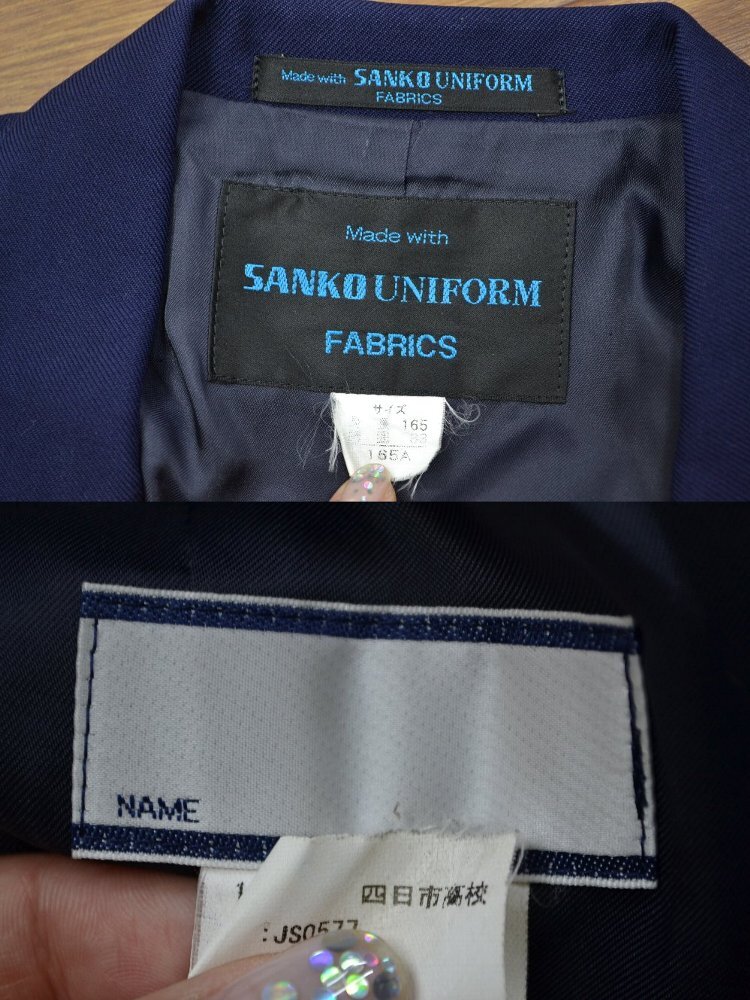 Made with SANKO UNIFORM
FABRICS
Made with
SANKO UNIFORM
FABRICS
サイズ
165
165A
NAME
1
四日市高校
:JS0577